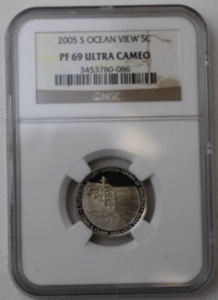 2005 S OCEAN VIEW 5C
PF 69 ULTRA CAMEO
3453780-086
NGC